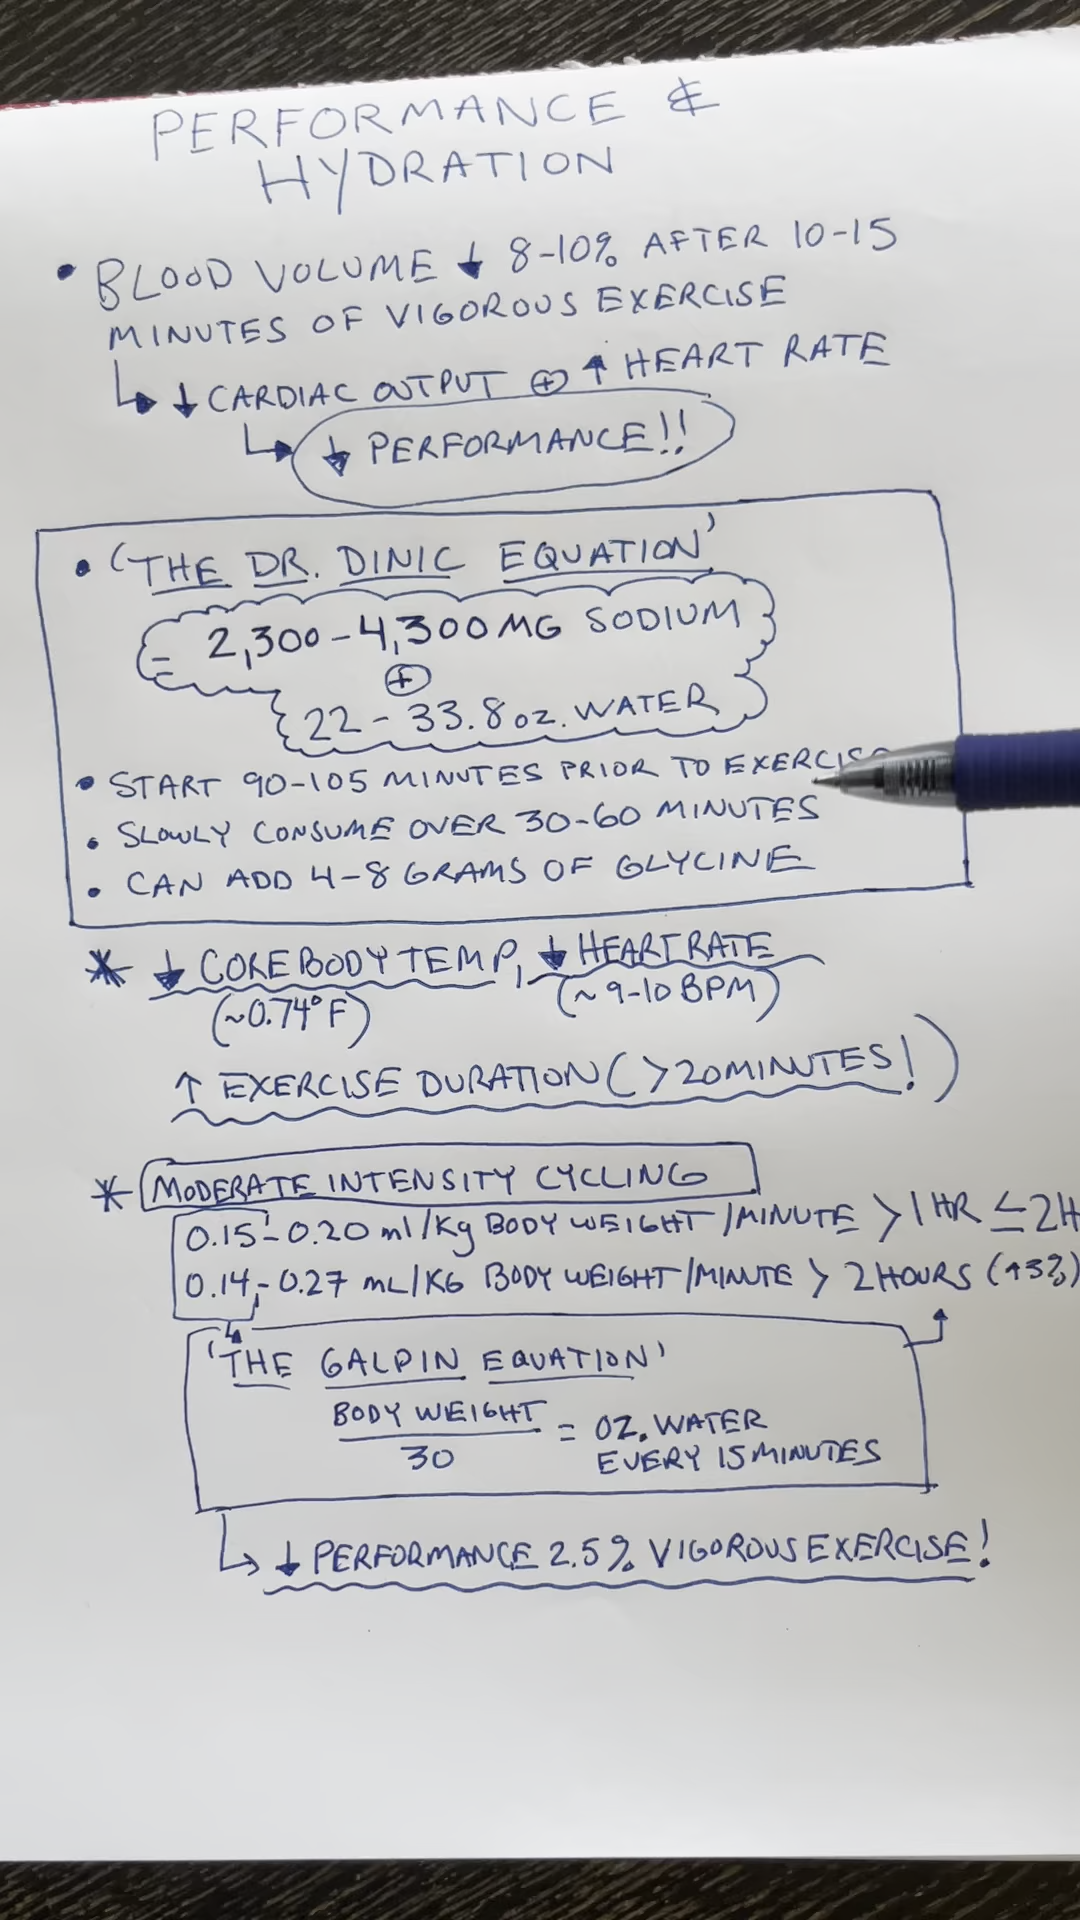 PERFORMANCE &
HYDRATION
• BLOOD VOLUME ↓ 8-10% AFTER 10-15
MINUTES OF VIGOROUS EXERCISE
↳ ↓ CARDIAC OUTPUT ⊕ ↑ HEART RATE
↳ ↓ PERFORMANCE!!
• 'THE DR. DINIC EQUATION'
= 2,300-4,300MG SODIUM
⊕
22-33.8 oz. WATER
• START 90-105 MINUTES PRIOR TO EXERCISE
• SLOWLY CONSUME OVER 30-60 MINUTES
• CAN ADD 4-8 GRAMS OF GLYCINE
* ↓ CORE BODY TEMP, ↓ HEART RATE
(~0.74°F) (~9-10 BPM)
↑ EXERCISE DURATION (>20 MINUTES!)
* MODERATE INTENSITY CYCLING
0.15-0.20 ml/Kg BODY WEIGHT/MINUTE > 1 HR ≤ 2H
0.14-0.27 mL/KG BODY WEIGHT/MINUTE > 2 HOURS (↑3%)
'THE GALPIN EQUATION'
BODY WEIGHT
30
= OZ. WATER
EVERY 15 MINUTES
↳ ↓ PERFORMANCE 2.5% VIGOROUS EXERCISE!